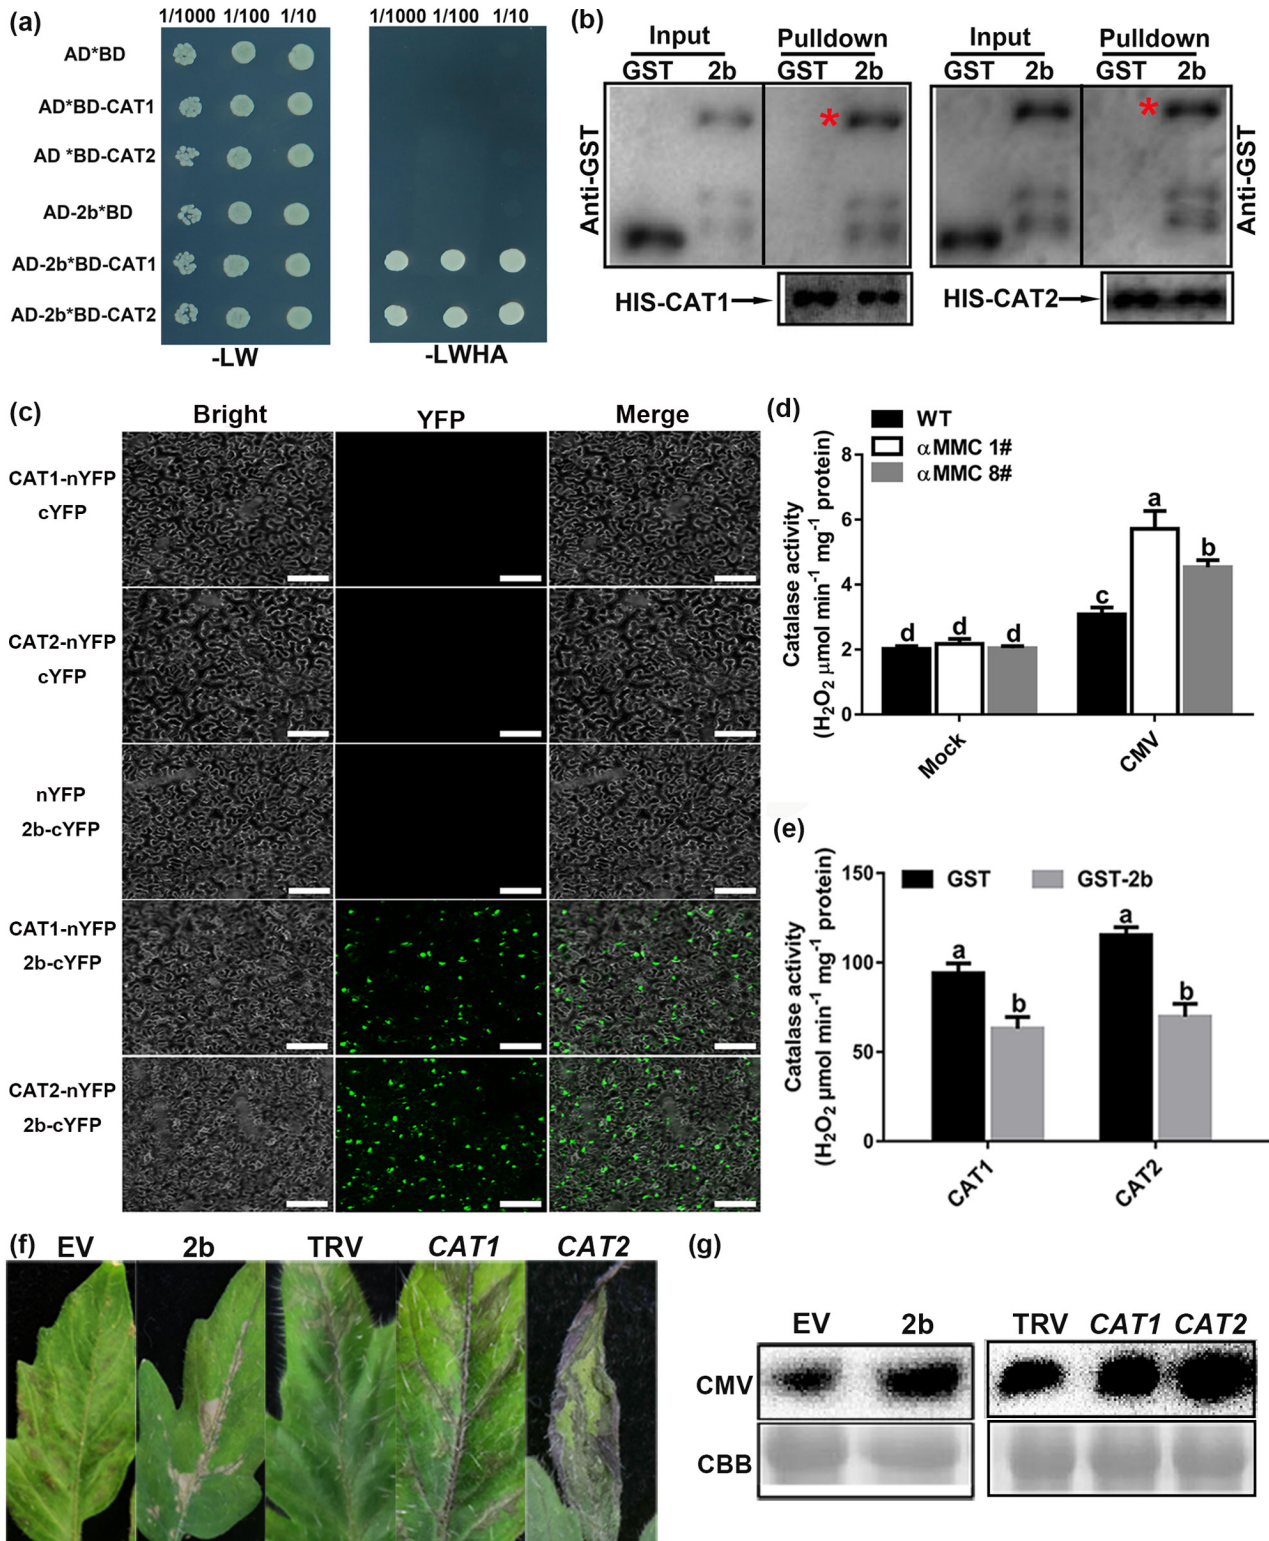 (a)
1/1000 1/100 1/10
1/1000 1/100 1/10
AD*BD
AD*BD-CAT1
AD *BD-CAT2
AD-2b*BD
AD-2b*BD-CAT1
AD-2b*BD-CAT2
-LW
-LWHA
(b)
Input Pulldown
GST 2b GST 2b
Anti-GST
*
HIS-CAT1
Input Pulldown
GST 2b GST 2b
*
Anti-GST
HIS-CAT2
(c)
Bright YFP Merge
CAT1-nYFP
cYFP
CAT2-nYFP
cYFP
nYFP
2b-cYFP
CAT1-nYFP
2b-cYFP
CAT2-nYFP
2b-cYFP
(d)
WT
αMMC 1#
αMMC 8#
Catalase activity
(H₂O₂ μmol min⁻¹ mg⁻¹ protein)
8
6
4
2
0
d d d
c a b
Mock CMV
(e)
GST GST-2b
Catalase activity
(H₂O₂ μmol min⁻¹ mg⁻¹ protein)
150
100
50
0
a b a b
CAT1 CAT2
(f)
EV 2b TRV CAT1 CAT2
(g)
EV 2b
TRV CAT1 CAT2
CMV
CBB